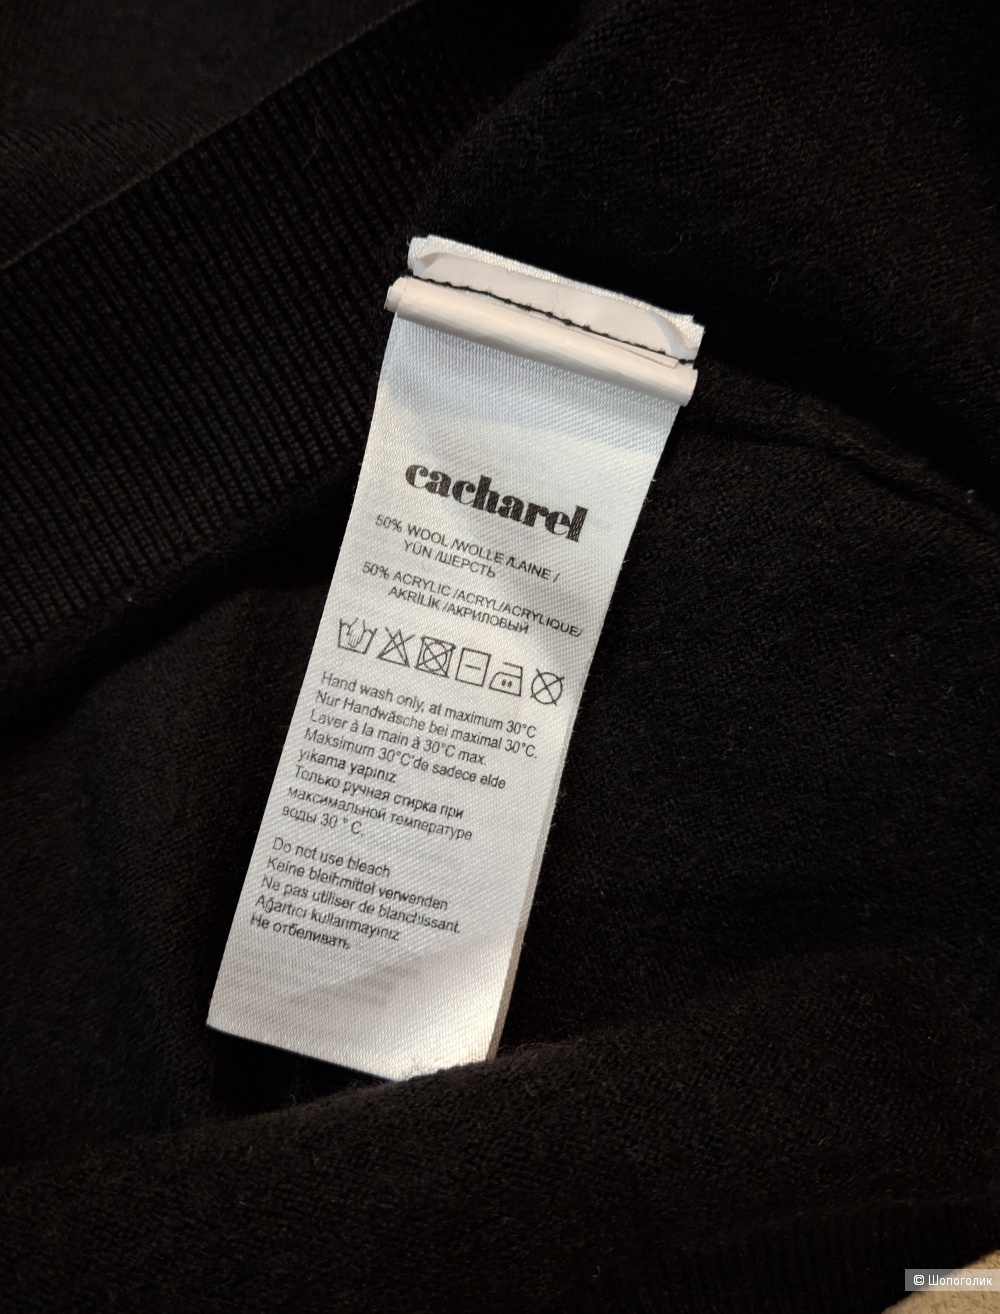 cacharel
50% WOOL /WOLLE /LAINE /
YÜN /ШЕРСТЬ
50% ACRYLIC /ACRYL/ACRYLIQUE/
AKRİLİK /АКРИЛОВЫЙ
Hand wash only, at maximum 30°C
Nur Handwäsche bei maximal 30°C.
Laver à la main à 30°C max.
Maksimum 30°C'de sadece elde
yıkama yapınız
Только ручная стирка при
максимальной температуре
воды 30 ° C.
Do not use bleach
Keine bleihmittel verwenden
Ne pas utiliser de blanchissant.
Ağartıcı kullanmayınız
Не отбеливать
© Шопоголик